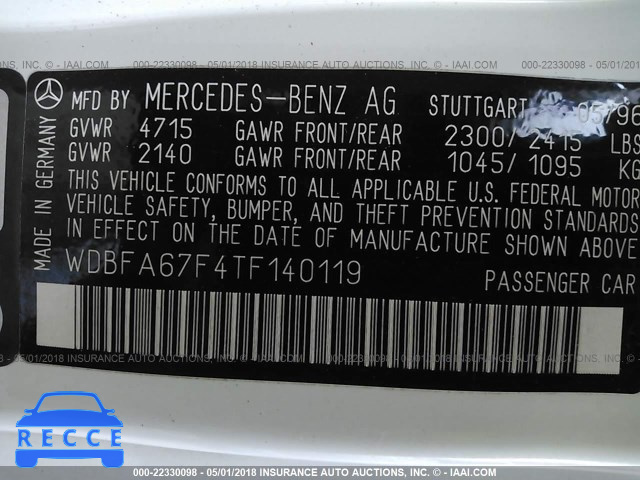 000-22330098 - 05/01/2018 INSURANCE AUTO AUCTIONS INC. - © IAAI.COM
MADE IN GERMANY
MFD BY MERCEDES-BENZ AG STUTTGART 05/96
GVWR 4715 GAWR FRONT/REAR 2300/2415 LBS
GVWR 2140 GAWR FRONT/REAR 1045/1095 KG
THIS VEHICLE CONFORMS TO ALL APPLICABLE U.S. FEDERAL MOTOR
VEHICLE SAFETY, BUMPER, AND THEFT PREVENTION STANDARDS
IN EFFECT ON THE DATE OF MANUFACTURE SHOWN ABOVE
WDBFA67F4TF140119 PASSENGER CAR
000-22330098 - 05/01/2018 INSURANCE AUTO AUCTIONS INC. - © IAAI.COM
RECCE
000-22330098 - 05/01/2018 INSURANCE AUTO AUCTIONS INC. - © IAAI.COM